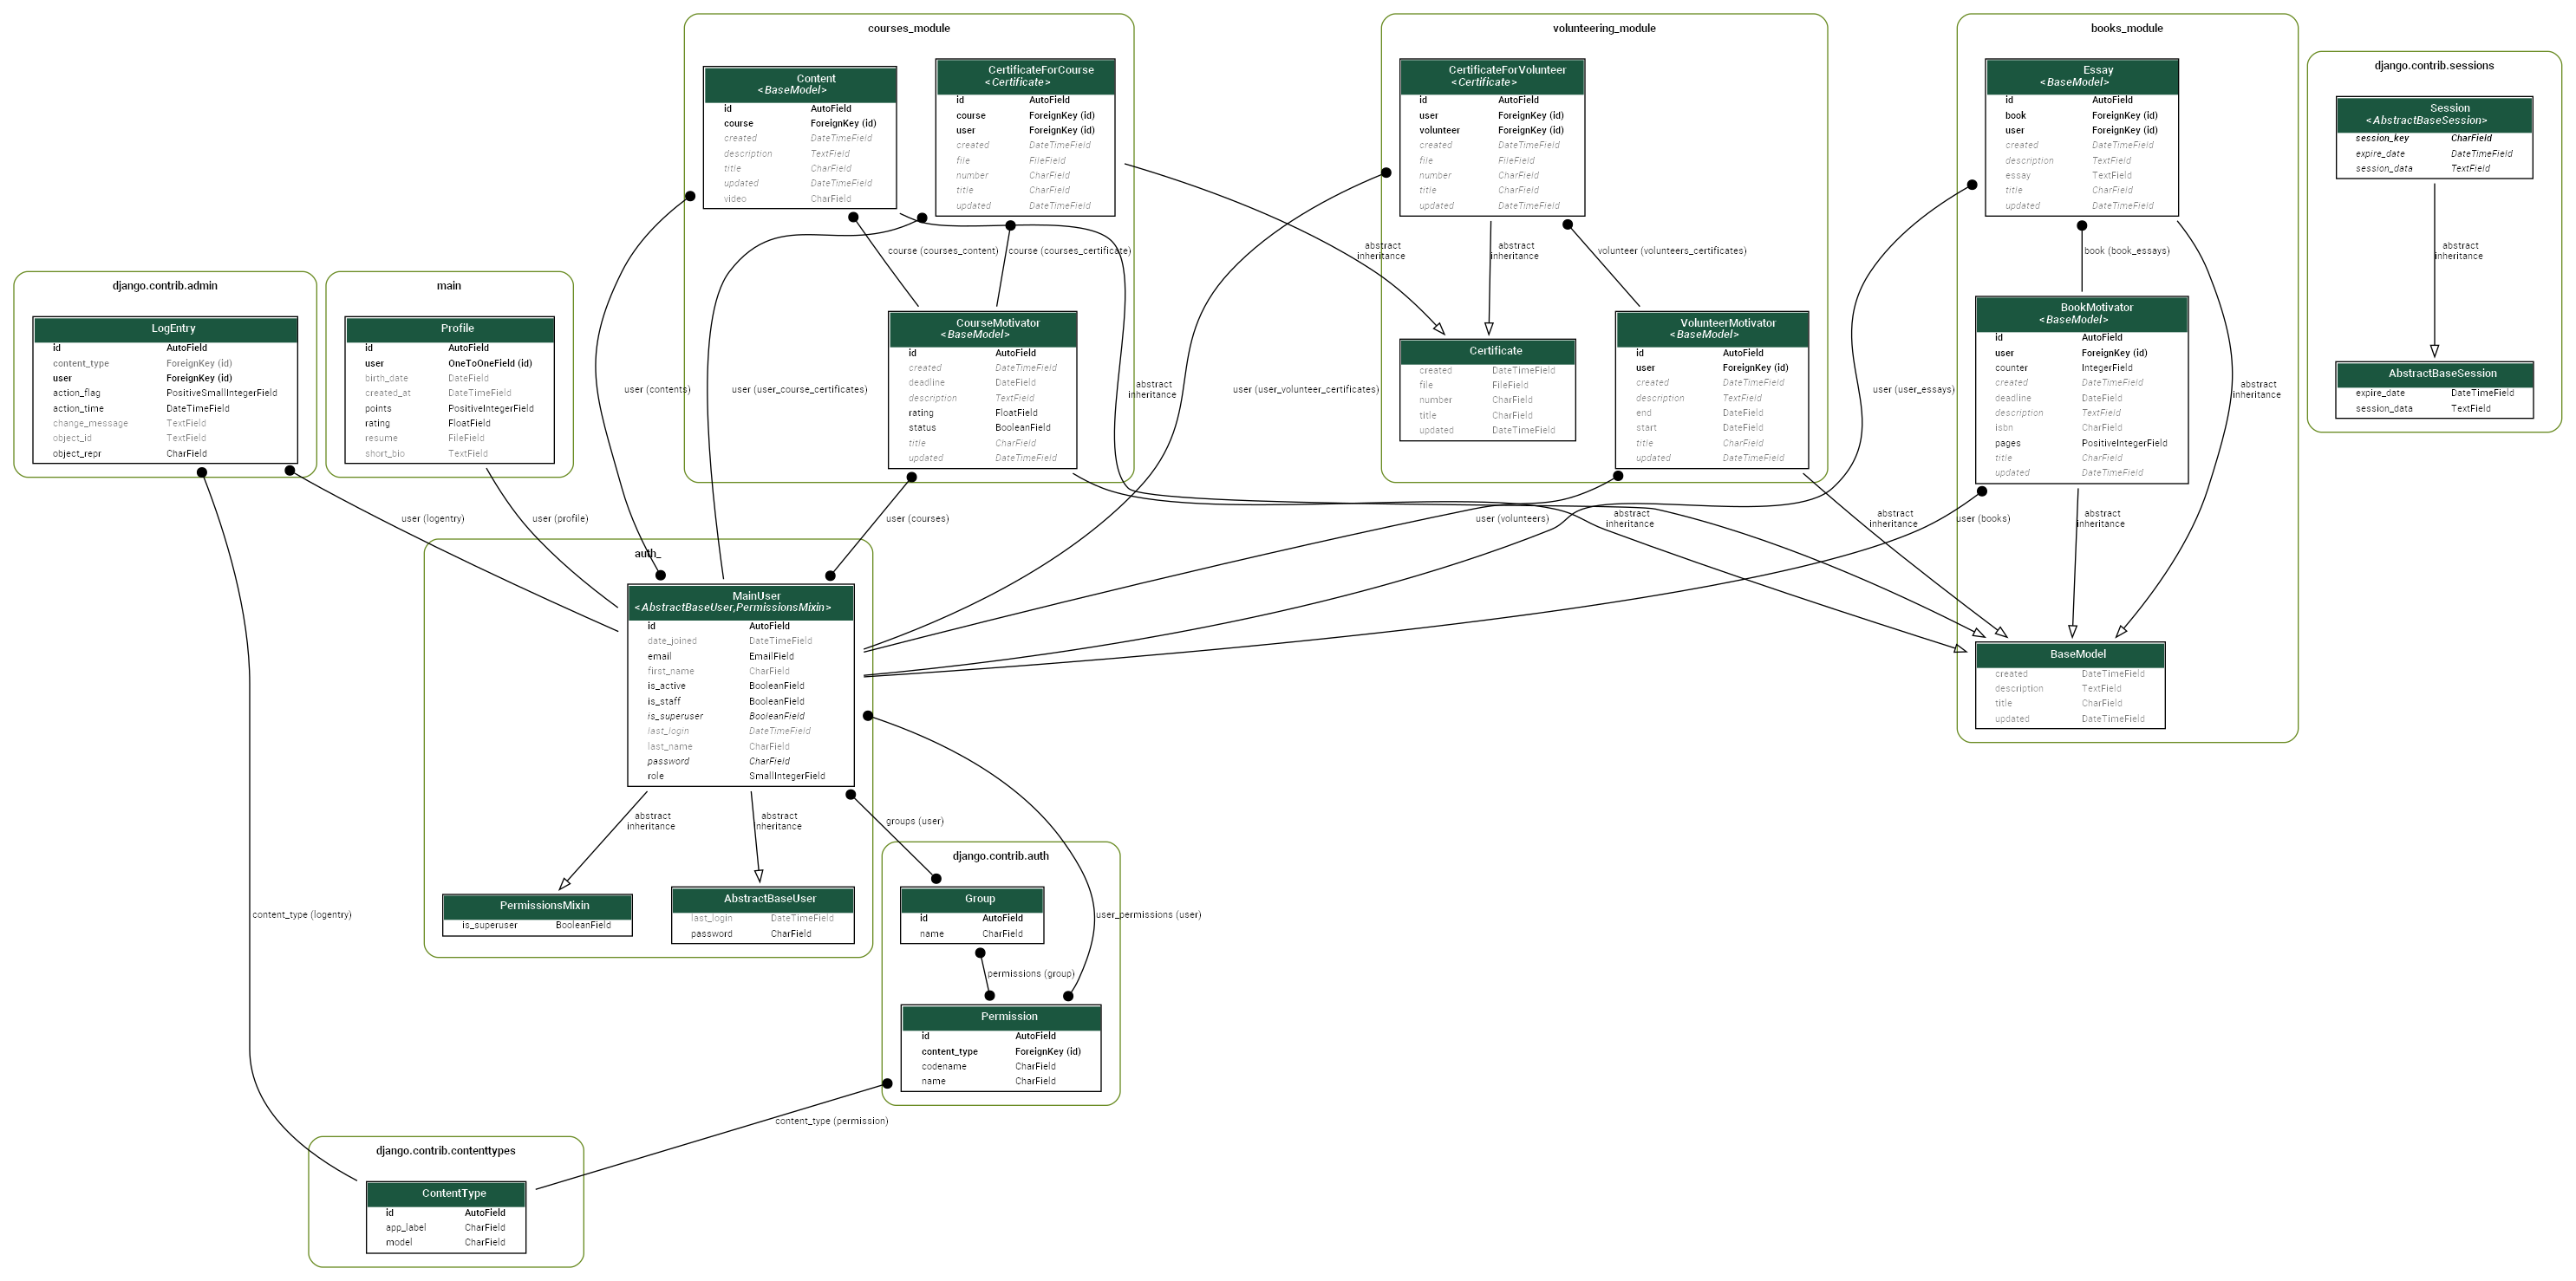 courses_module
Content
<BaseModel>
id AutoField
course ForeignKey (id)
created DateTimeField
description TextField
title CharField
updated DateTimeField
video CharField
CertificateForCourse
<Certificate>
id AutoField
course ForeignKey (id)
user ForeignKey (id)
created DateTimeField
file FileField
number CharField
title CharField
updated DateTimeField
course (courses_content)
course (courses_certificate)
CourseMotivator
<BaseModel>
id AutoField
created DateTimeField
deadline DateField
description TextField
rating FloatField
status BooleanField
title CharField
updated DateTimeField
user (contents)
user (user_course_certificates)
abstract
inheritance
volunteering_module
CertificateForVolunteer
<Certificate>
id AutoField
user ForeignKey (id)
volunteer ForeignKey (id)
created DateTimeField
file FileField
number CharField
title CharField
updated DateTimeField
abstract
inheritance
abstract
inheritance
volunteer (volunteers_certificates)
Certificate
created DateTimeField
file FileField
number CharField
title CharField
updated DateTimeField
VolunteerMotivator
<BaseModel>
id AutoField
user ForeignKey (id)
created DateTimeField
description TextField
end DateField
start DateField
title CharField
updated DateTimeField
user (user_volunteer_certificates)
user (user_essays)
books_module
Essay
<BaseModel>
id AutoField
book ForeignKey (id)
user ForeignKey (id)
created DateTimeField
description TextField
essay TextField
title CharField
updated DateTimeField
book (book_essays)
BookMotivator
<BaseModel>
id AutoField
user ForeignKey (id)
counter IntegerField
created DateTimeField
deadline DateField
description TextField
isbn CharField
pages PositiveIntegerField
title CharField
updated DateTimeField
abstract
inheritance
abstract
inheritance
BaseModel
created DateTimeField
description TextField
title CharField
updated DateTimeField
django.contrib.sessions
Session
<AbstractBaseSession>
session_key CharField
expire_date DateTimeField
session_data TextField
abstract
inheritance
AbstractBaseSession
expire_date DateTimeField
session_data TextField
django.contrib.admin
LogEntry
id AutoField
content_type ForeignKey (id)
user ForeignKey (id)
action_flag PositiveSmallIntegerField
action_time DateTimeField
change_message TextField
object_id TextField
object_repr CharField
main
Profile
id AutoField
user OneToOneField (id)
birth_date DateField
created_at DateTimeField
points PositiveIntegerField
rating FloatField
resume FileField
short_bio TextField
user (logentry)
user (profile)
user (courses)
user (volunteers)
abstract
inheritance
abstract
inheritance
user (books)
auth_
MainUser
<AbstractBaseUser,PermissionsMixin>
id AutoField
date_joined DateTimeField
email EmailField
first_name CharField
is_active BooleanField
is_staff BooleanField
is_superuser BooleanField
last_login DateTimeField
last_name CharField
password CharField
role SmallIntegerField
abstract
inheritance
abstract
inheritance
groups (user)
PermissionsMixin
is_superuser BooleanField
AbstractBaseUser
last_login DateTimeField
password CharField
django.contrib.auth
Group
id AutoField
name CharField
permissions (group)
user_permissions (user)
Permission
id AutoField
content_type ForeignKey (id)
codename CharField
name CharField
content_type (logentry)
content_type (permission)
django.contrib.contenttypes
ContentType
id AutoField
app_label CharField
model CharField